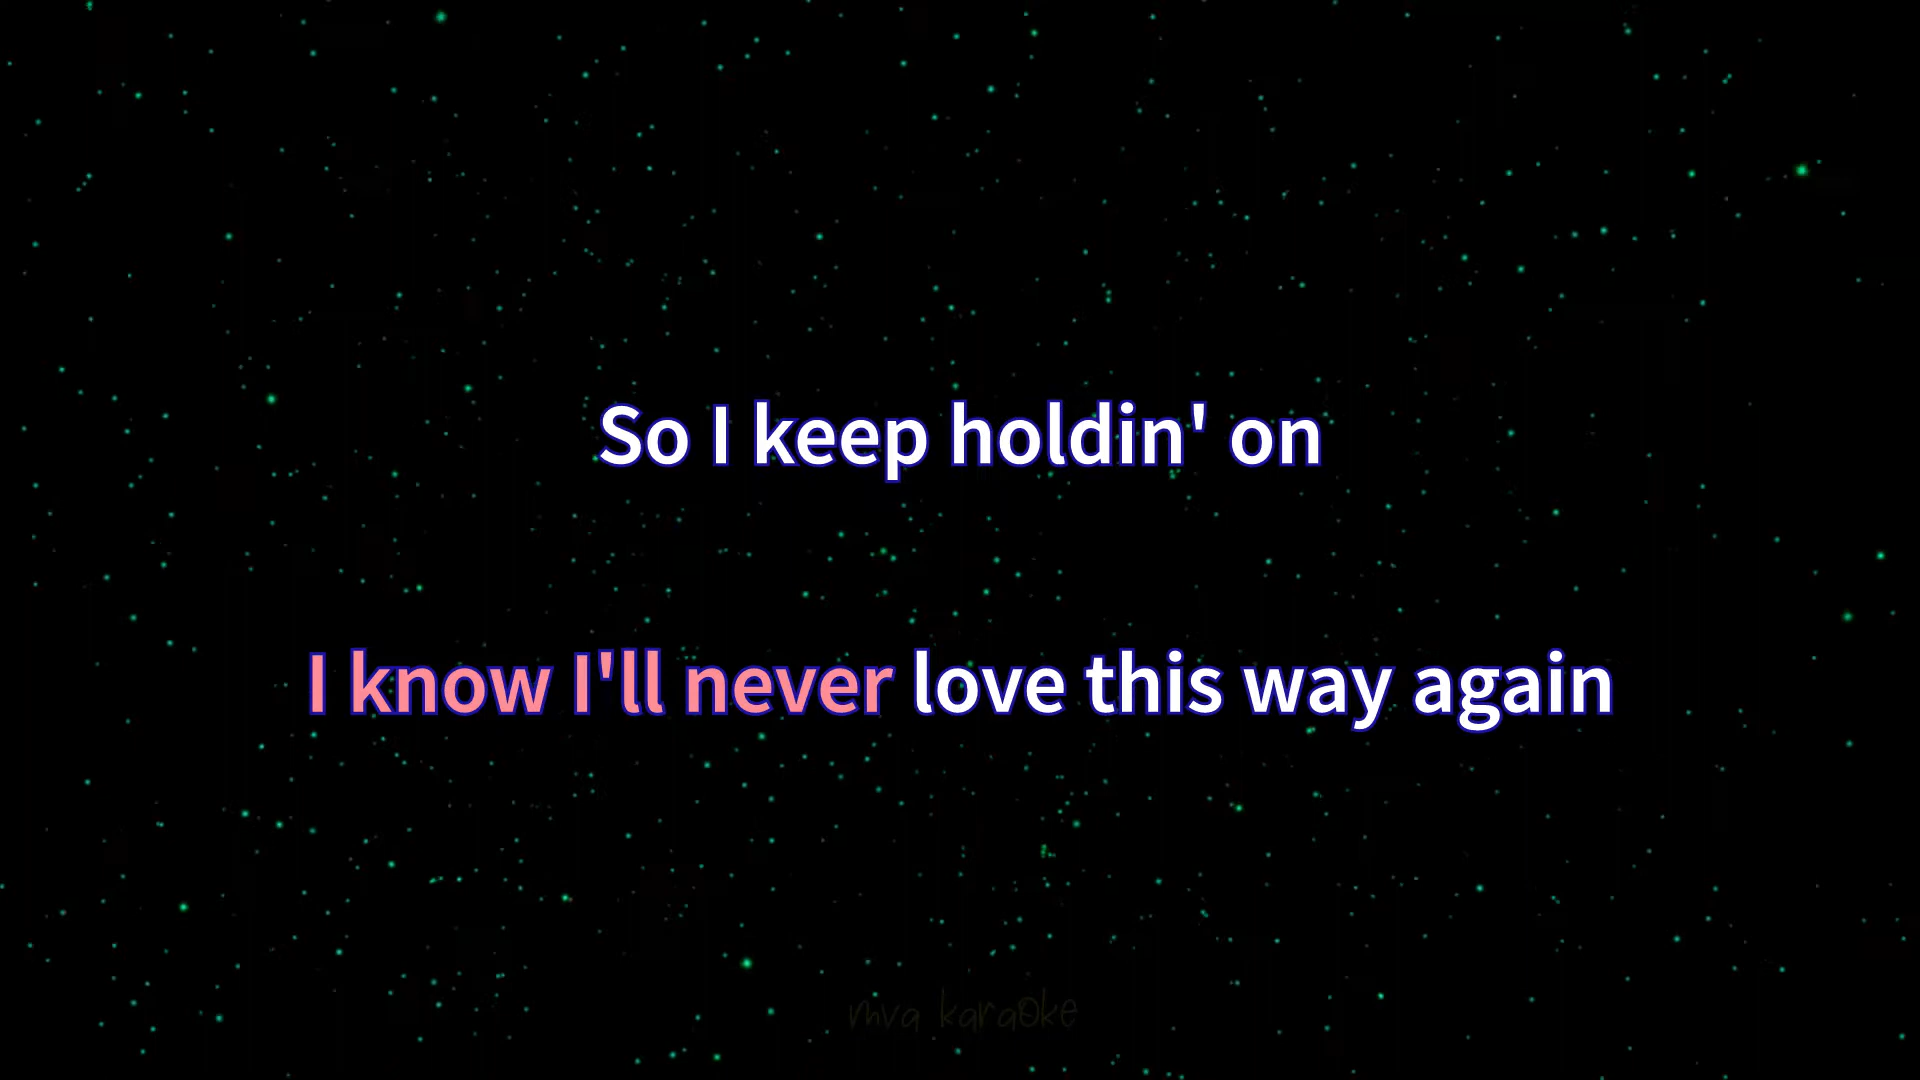 So I keep holdin' on
I know I'll never love this way again
mva karaoke